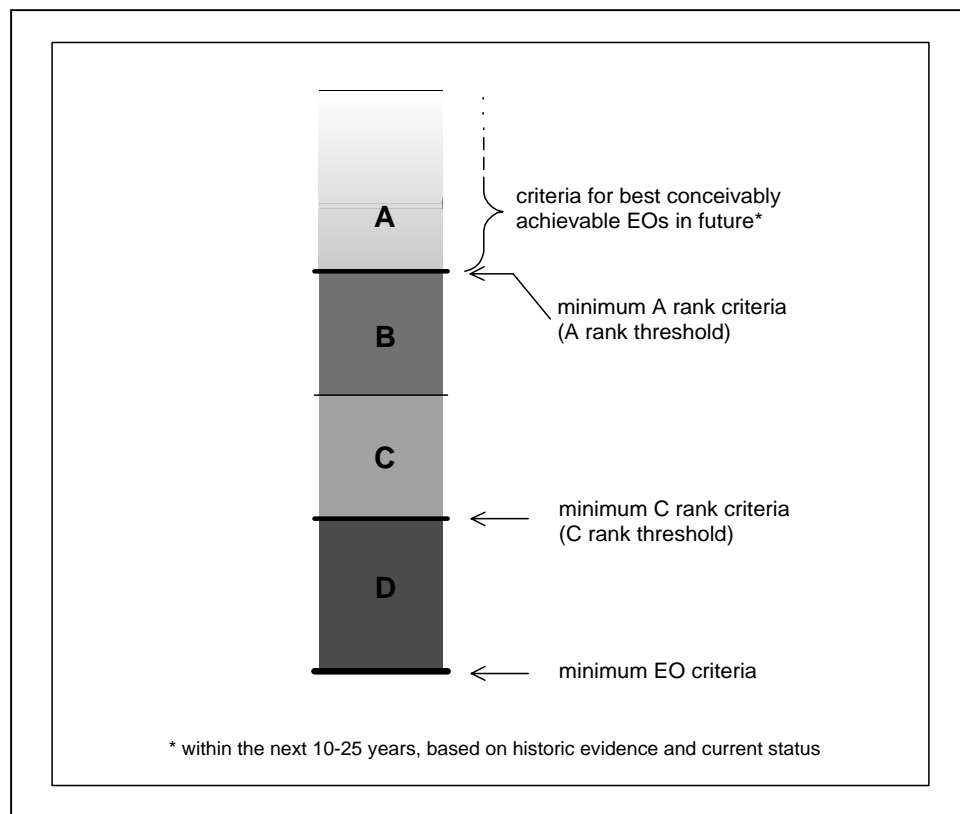 criteria for best conceivably
achievable EOs in future*
A
minimum A rank criteria
(A rank threshold)
B
C
minimum C rank criteria
(C rank threshold)
D
minimum EO criteria
* within the next 10-25 years, based on historic evidence and current status